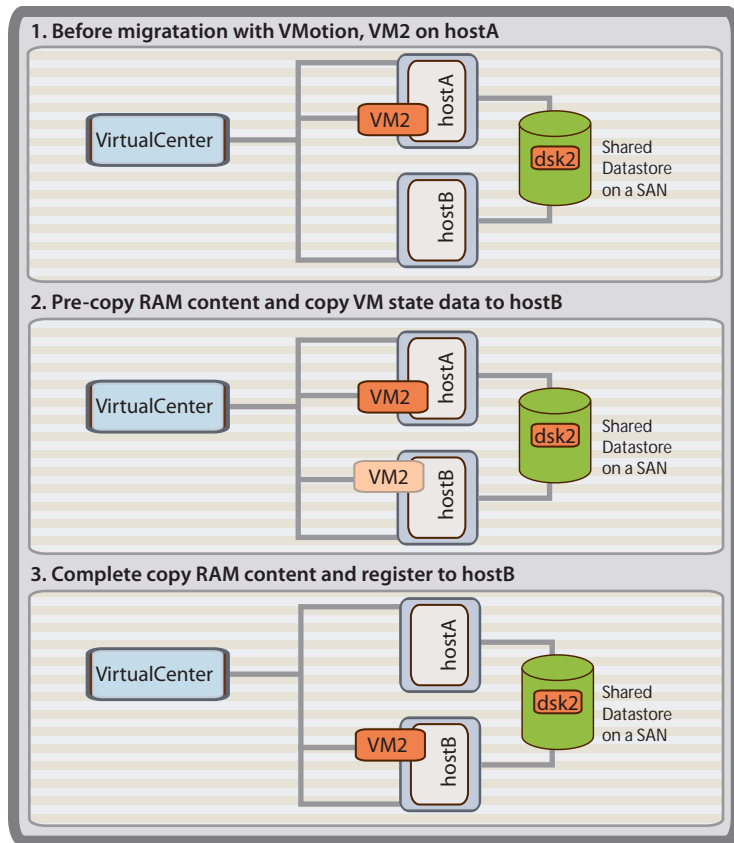 1. Before migratation with VMotion, VM2 on hostA
VirtualCenter
VM2
hostA
hostB
dsk2
Shared
Datastore
on a SAN
2. Pre-copy RAM content and copy VM state data to hostB
VirtualCenter
VM2
hostA
VM2
hostB
dsk2
Shared
Datastore
on a SAN
3. Complete copy RAM content and register to hostB
VirtualCenter
hostA
VM2
hostB
dsk2
Shared
Datastore
on a SAN